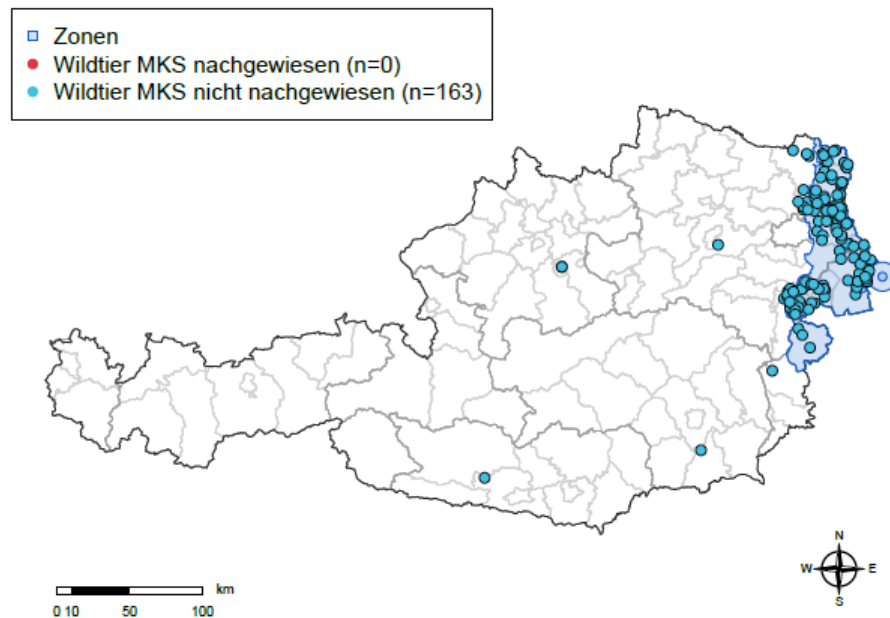 Zonen
Wildtier MKS nachgewiesen (n=0)
Wildtier MKS nicht nachgewiesen (n=163)
N
W E
S
km
0 10 50 100